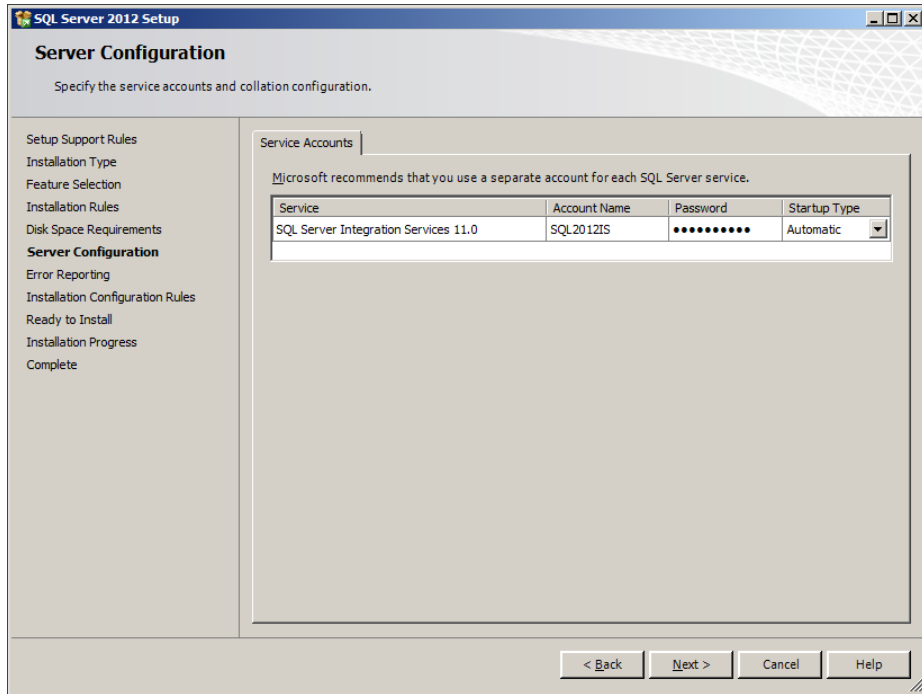 SQL Server 2012 Setup
Server Configuration
Specify the service accounts and collation configuration.
Setup Support Rules
Installation Type
Feature Selection
Installation Rules
Disk Space Requirements
Server Configuration
Error Reporting
Installation Configuration Rules
Ready to Install
Installation Progress
Complete
Service Accounts
Microsoft recommends that you use a separate account for each SQL Server service.
Service Account Name Password Startup Type
SQL Server Integration Services 11.0 SQL2012IS ●●●●●●●●●● Automatic
< Back Next > Cancel Help